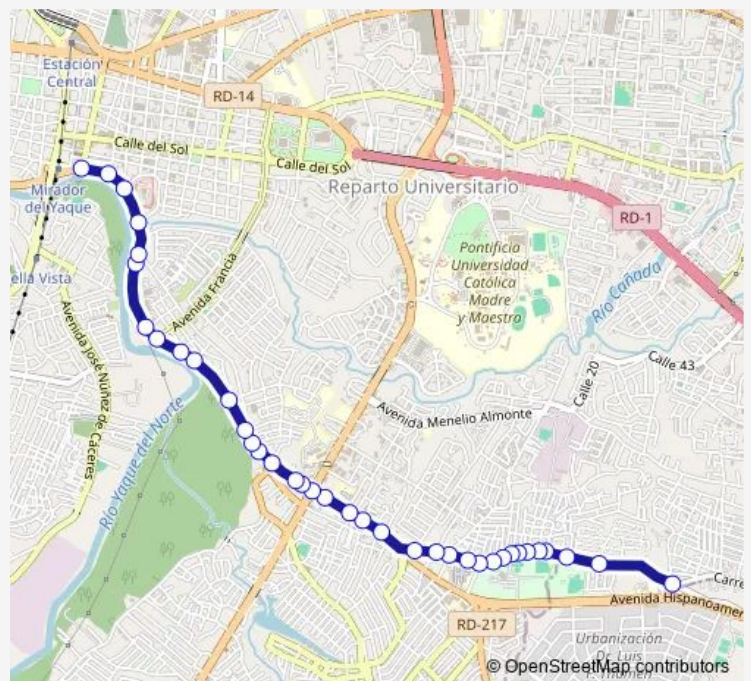 Estación
Central
RD-14
Calle del Sol
Calle del Sol
Reparto Universitario
Mirador
del Yaque
RD-1
Pontificia
Universidad
Católica
Madre
y Maestra
ella Vista
Avenida Francia
Río Cañada
Avenida José Núñez de Cáceres
Calle 43
Calle 20
Avenida Menelio Almonte
Río Yaque del Norte
Carre
Avenida Hispanoamer
RD-217
Urbanización
Dr. Luis
F. Thomen
© OpenStreetMap contributors